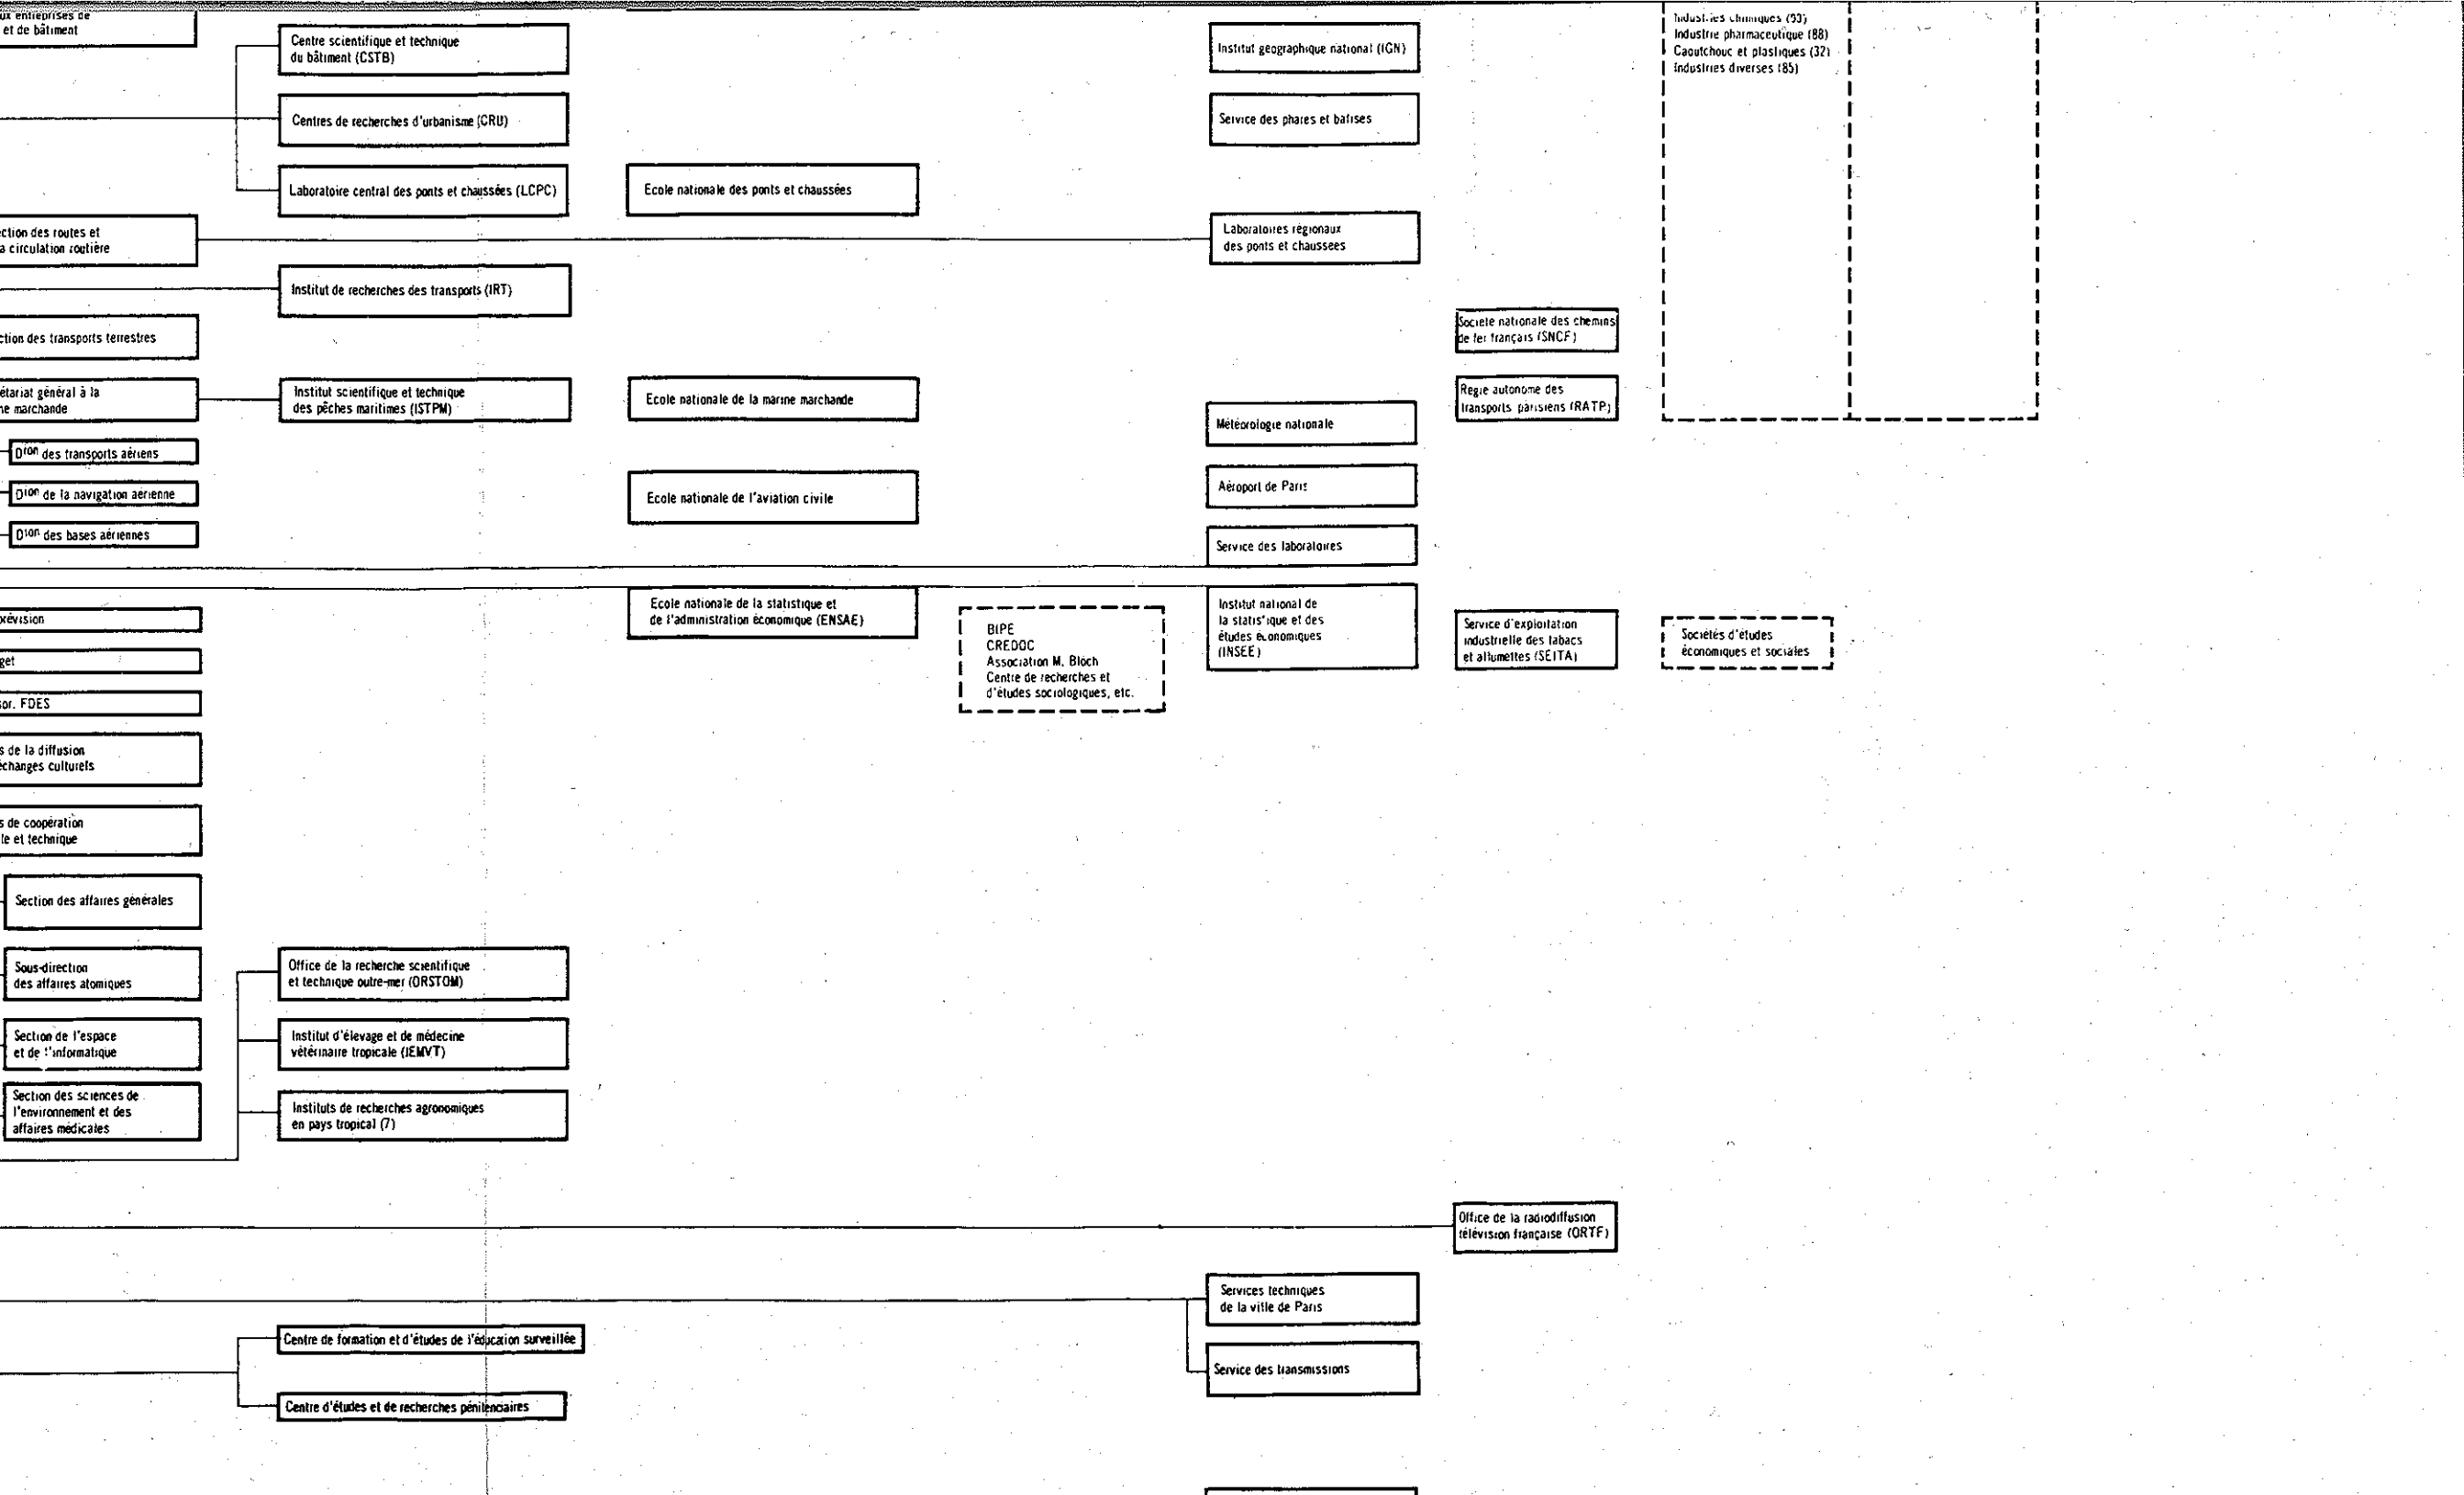 ux entreprises de
et de bâtiment
Centre scientifique et technique
du bâtiment (CSTB)
Centres de recherches d'urbanisme (CRU)
Laboratoire central des ponts et chaussées (LCPC)
Ecole nationale des ponts et chaussées
Institut géographique national (IGN)
Service des phares et balises
Industries chimiques (93)
Industrie pharmaceutique (88)
Caoutchouc et plastiques (32)
Industries diverses (85)
ction des routes et
a circulation routière
Laboratoires régionaux
des ponts et chaussées
Institut de recherches des transports (IRT)
ction des transports terrestres
Société nationale des chemins
de fer français (SNCF)
étariat général à la
ne marchande
Institut scientifique et technique
des pêches maritimes (ISTPM)
Ecole nationale de la marine marchande
Régie autonome des
transports parisiens (RATP)
Météorologie nationale
Dion des transports aériens
Dion de la navigation aérienne
Dion des bases aériennes
Ecole nationale de l'aviation civile
Aéroport de Paris
Service des laboratoires
Ecole nationale de la statistique et
de l'administration économique (ENSAE)
BIPE
CREDOC
Association M. Bloch
Centre de recherches et
d'études sociologiques, etc.
Institut national de
la statistique et des
études économiques
(INSEE)
Service d'exploitation
industrielle des tabacs
et allumettes (SEITA)
Sociétés d'études
économiques et sociales
révision
get
sor. FDES
s de la diffusion
échanges culturels
s de coopération
le et technique
Section des affaires générales
Sous-direction
des affaires atomiques
Section de l'espace
et de l'informatique
Section des sciences de
l'environnement et des
affaires médicales
Office de la recherche scientifique
et technique outre-mer (ORSTOM)
Institut d'élevage et de médecine
vétérinaire tropicale (IEMVT)
Instituts de recherches agronomiques
en pays tropical (7)
Office de la radiodiffusion
télévision française (ORTF)
Services techniques
de la ville de Paris
Service des transmissions
Centre de formation et d'études de l'éducaion surveillée
Centre d'études et de recherches pénitenciaires